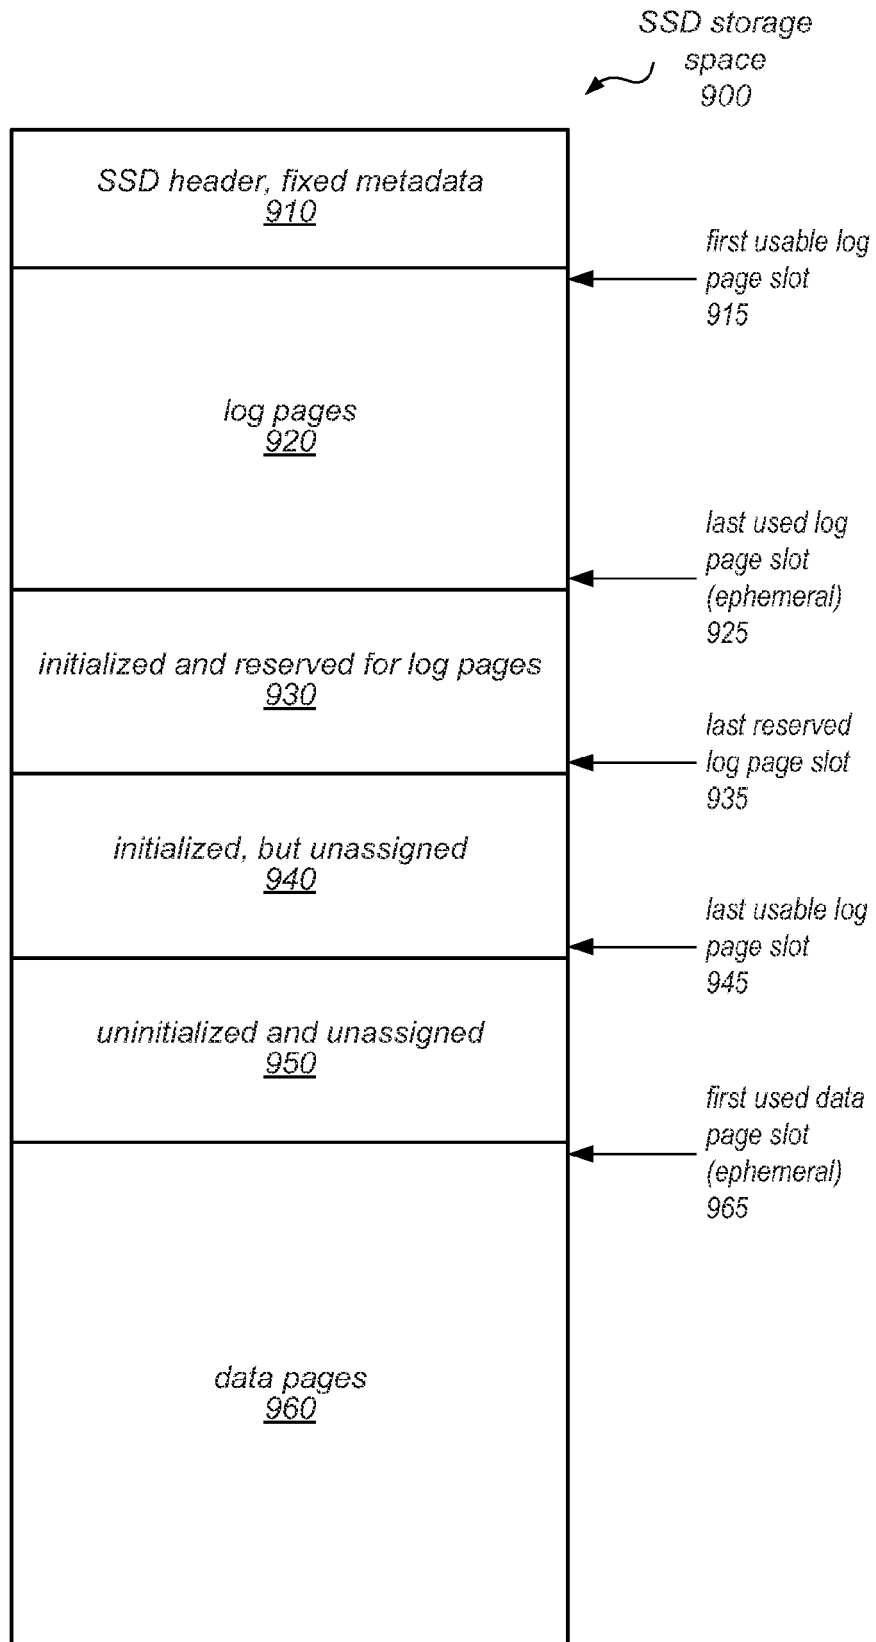 SSD storage
space
900
SSD header, fixed metadata
910
first usable log
page slot
915
log pages
920
last used log
page slot
(ephemeral)
925
initialized and reserved for log pages
930
last reserved
log page slot
935
initialized, but unassigned
940
last usable log
page slot
945
uninitialized and unassigned
950
first used data
page slot
(ephemeral)
965
data pages
960